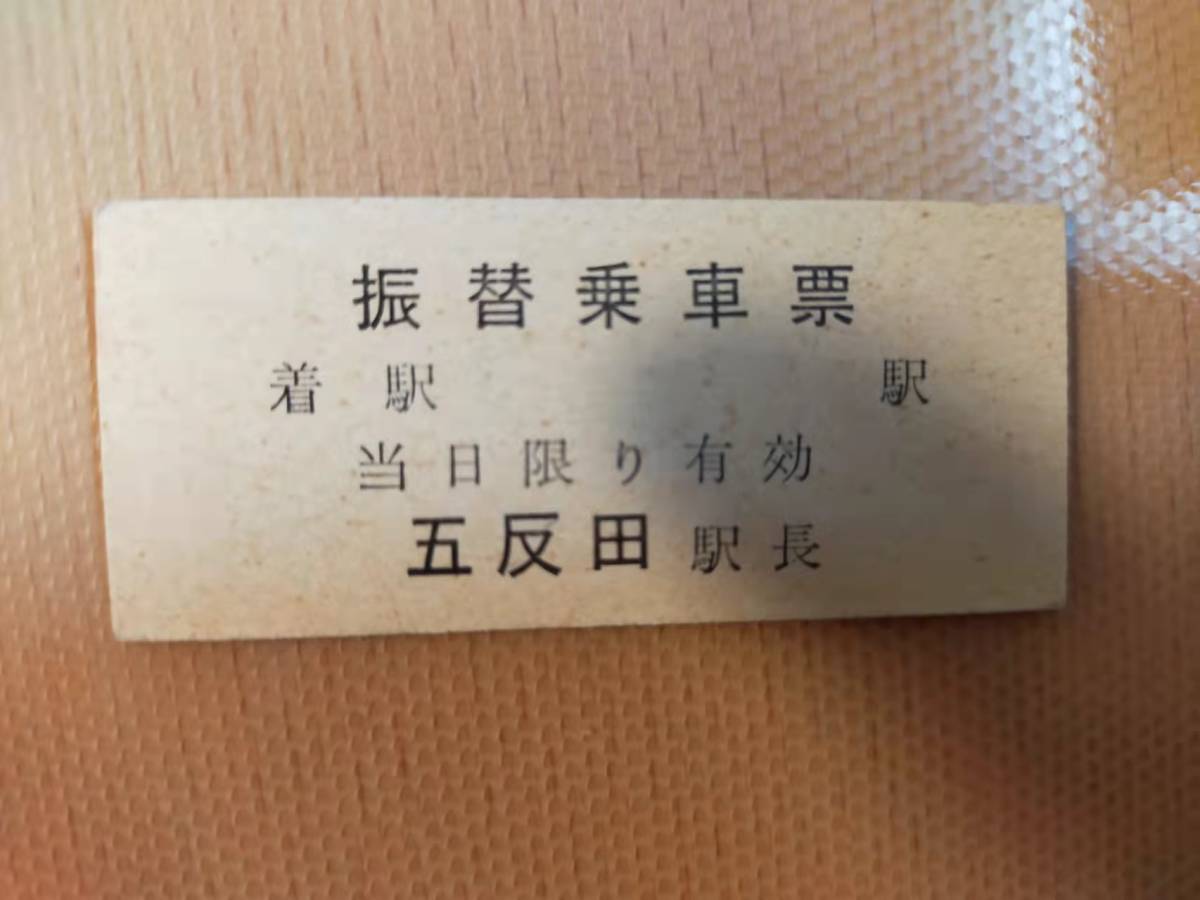 振替乗車票
着駅 駅
当日限り有効
五反田駅長